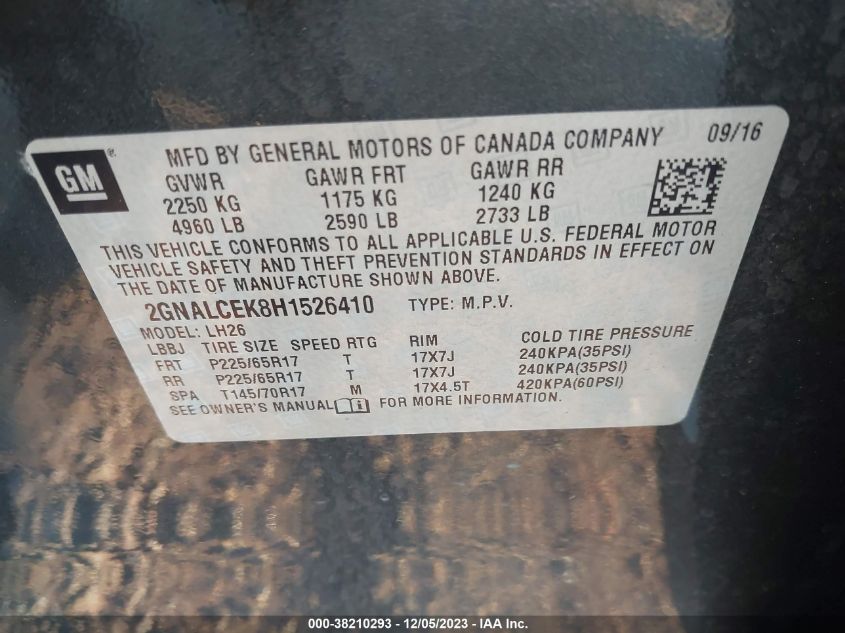 GM ® MFD BY GENERAL MOTORS OF CANADA COMPANY 09/16
GVWR GAWR FRT GAWR RR
2250 KG 1175 KG 1240 KG
4960 LB 2590 LB 2733 LB
THIS VEHICLE CONFORMS TO ALL APPLICABLE U.S. FEDERAL MOTOR
VEHICLE SAFETY AND THEFT PREVENTION STANDARDS IN EFFECT ON
THE DATE OF MANUFACTURE SHOWN ABOVE.
2GNALCEK8H1526410 TYPE: M.P.V.
MODEL: LH26
LBBJ TIRE SIZE SPEED RTG RIM COLD TIRE PRESSURE
FRT P225/65R17 T 17X7J 240KPA(35PSI)
RR P225/65R17 T 17X7J 240KPA(35PSI)
SPA T145/70R17 M 17X4.5T 420KPA(60PSI)
SEE OWNER'S MANUAL i FOR MORE INFORMATION.
000-38210293 - 12/05/2023 - IAA Inc.